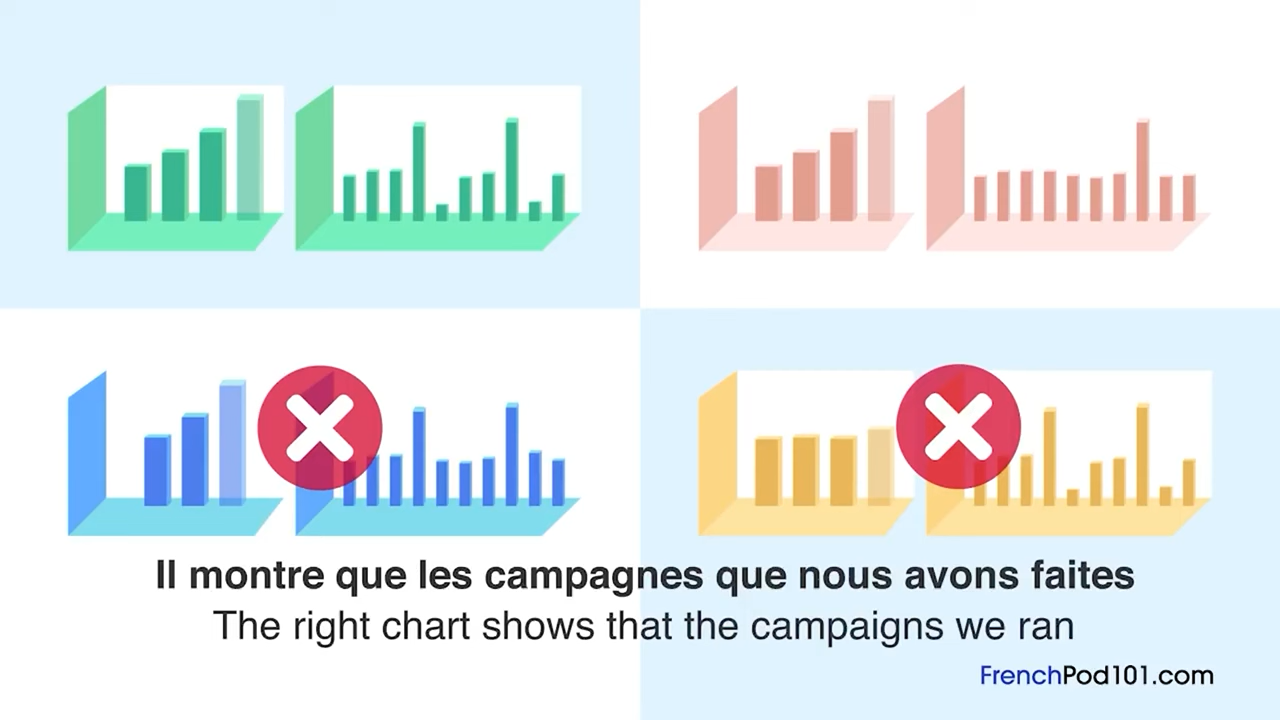 Il montre que les campagnes que nous avons faites
The right chart shows that the campaigns we ran
FrenchPod101.com